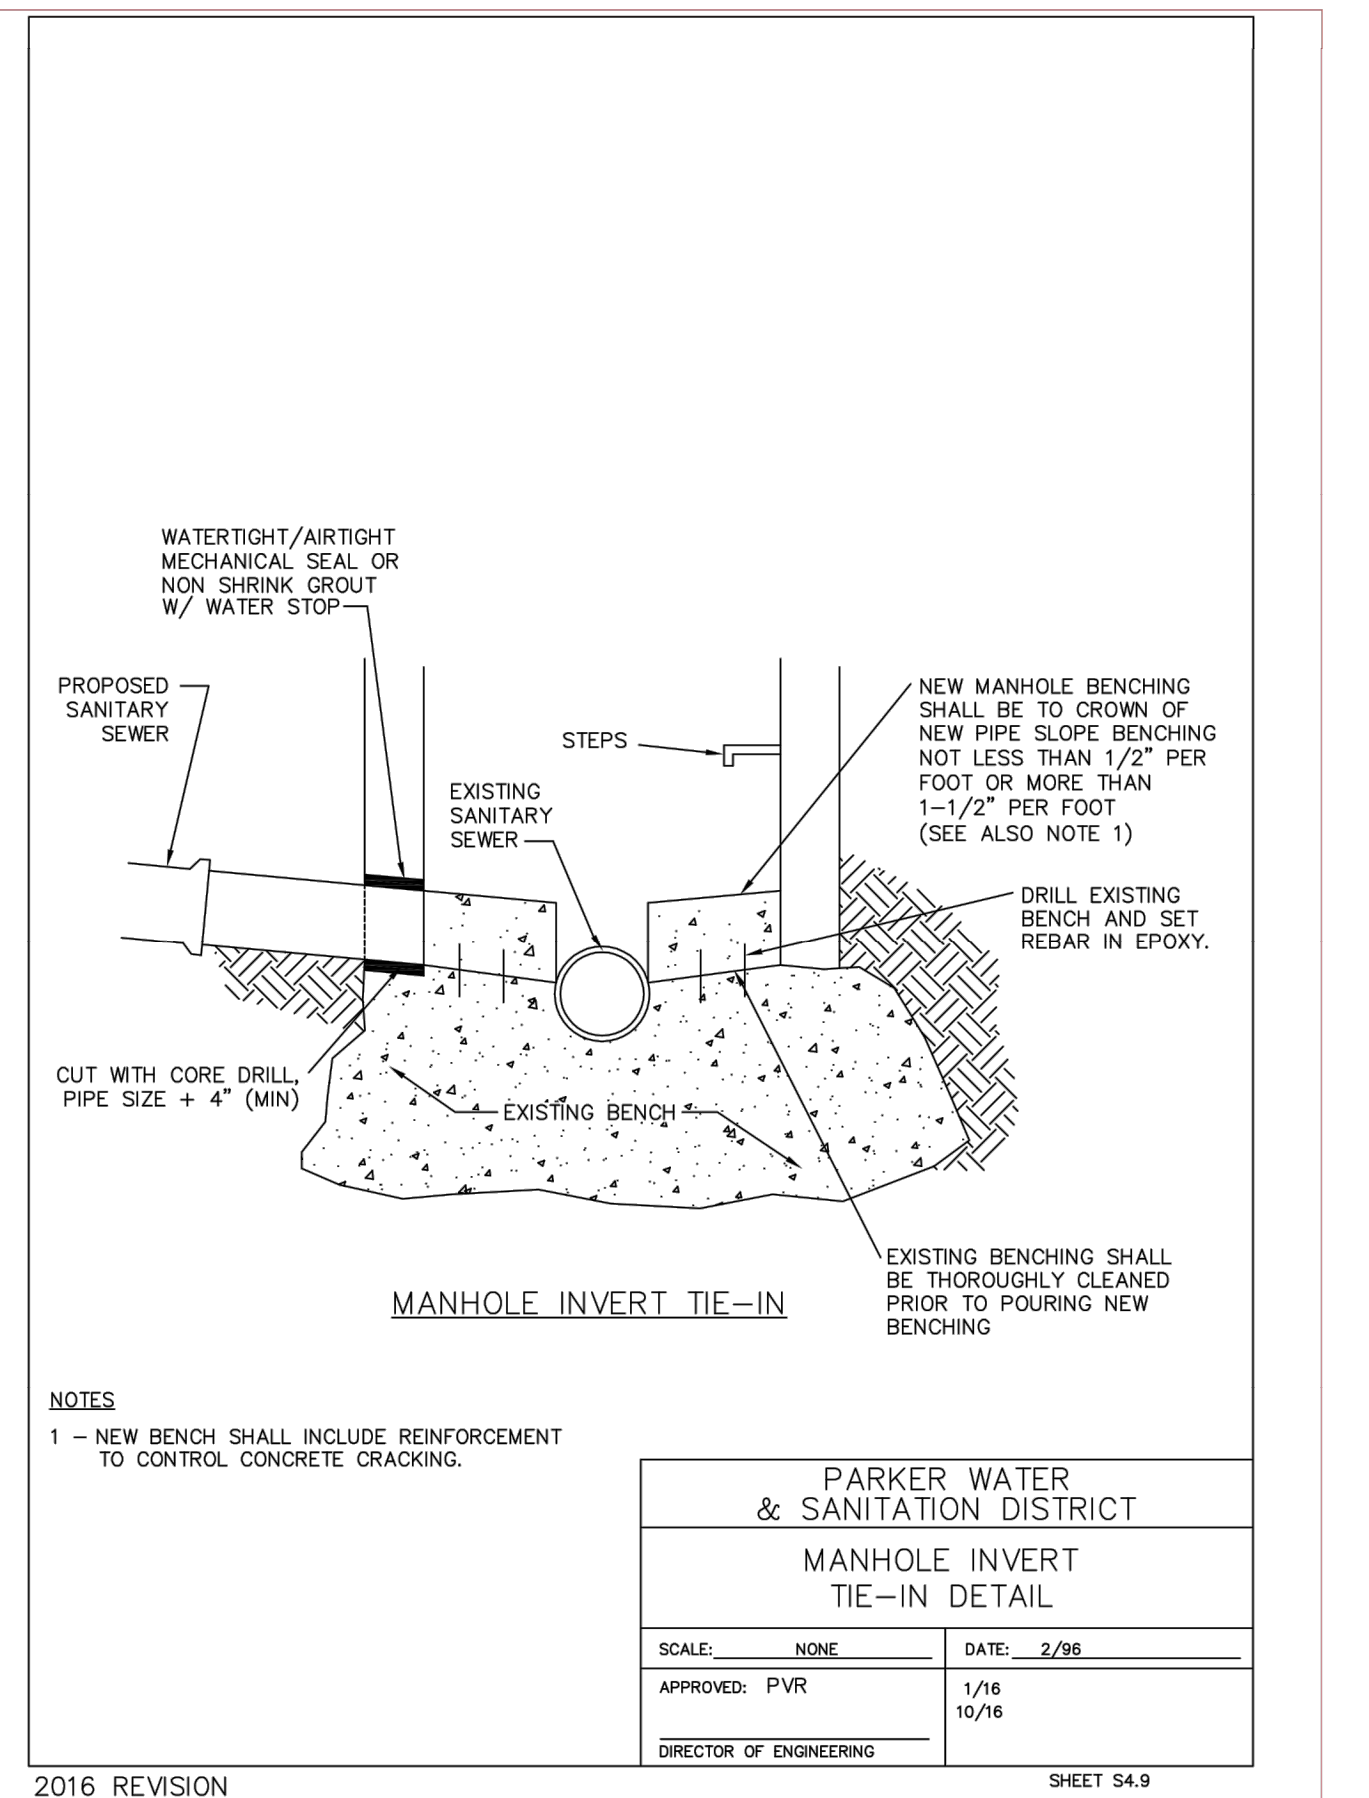 WATERTIGHT/AIRTIGHT
MECHANICAL SEAL OR
NON SHRINK GROUT
W/ WATER STOP
PROPOSED
SANITARY
SEWER
STEPS
EXISTING
SANITARY
SEWER
NEW MANHOLE BENCHING
SHALL BE TO CROWN OF
NEW PIPE SLOPE BENCHING
NOT LESS THAN 1/2" PER
FOOT OR MORE THAN
1-1/2" PER FOOT
(SEE ALSO NOTE 1)
DRILL EXISTING
BENCH AND SET
REBAR IN EPOXY.
CUT WITH CORE DRILL,
PIPE SIZE + 4" (MIN)
EXISTING BENCH
EXISTING BENCHING SHALL
BE THOROUGHLY CLEANED
PRIOR TO POURING NEW
BENCHING
MANHOLE INVERT TIE-IN
NOTES
1 - NEW BENCH SHALL INCLUDE REINFORCEMENT
TO CONTROL CONCRETE CRACKING.
PARKER WATER
& SANITATION DISTRICT
MANHOLE INVERT
TIE-IN DETAIL
SCALE: NONE
DATE: 2/96
APPROVED: PVR
1/16
10/16
DIRECTOR OF ENGINEERING
2016 REVISION
SHEET S4.9